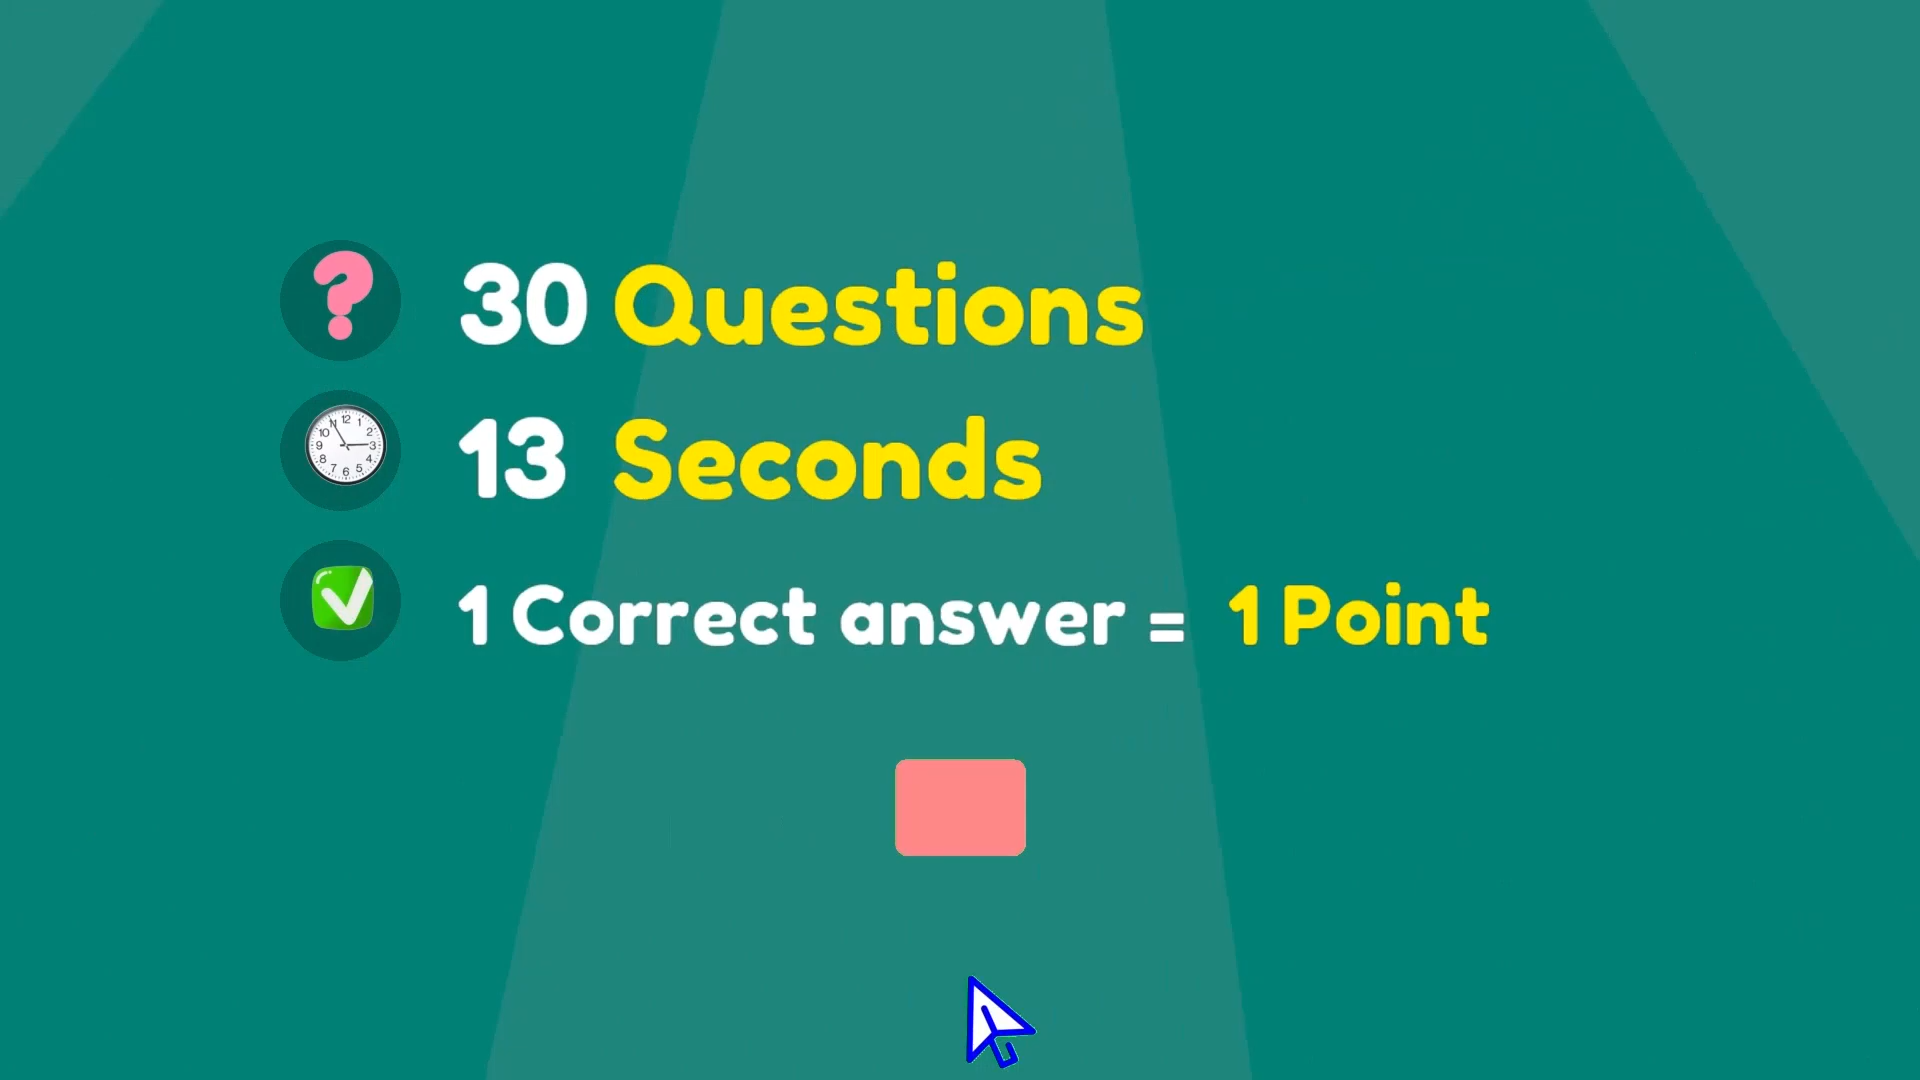 30 Questions
13 Seconds
1 Correct answer = 1 Point